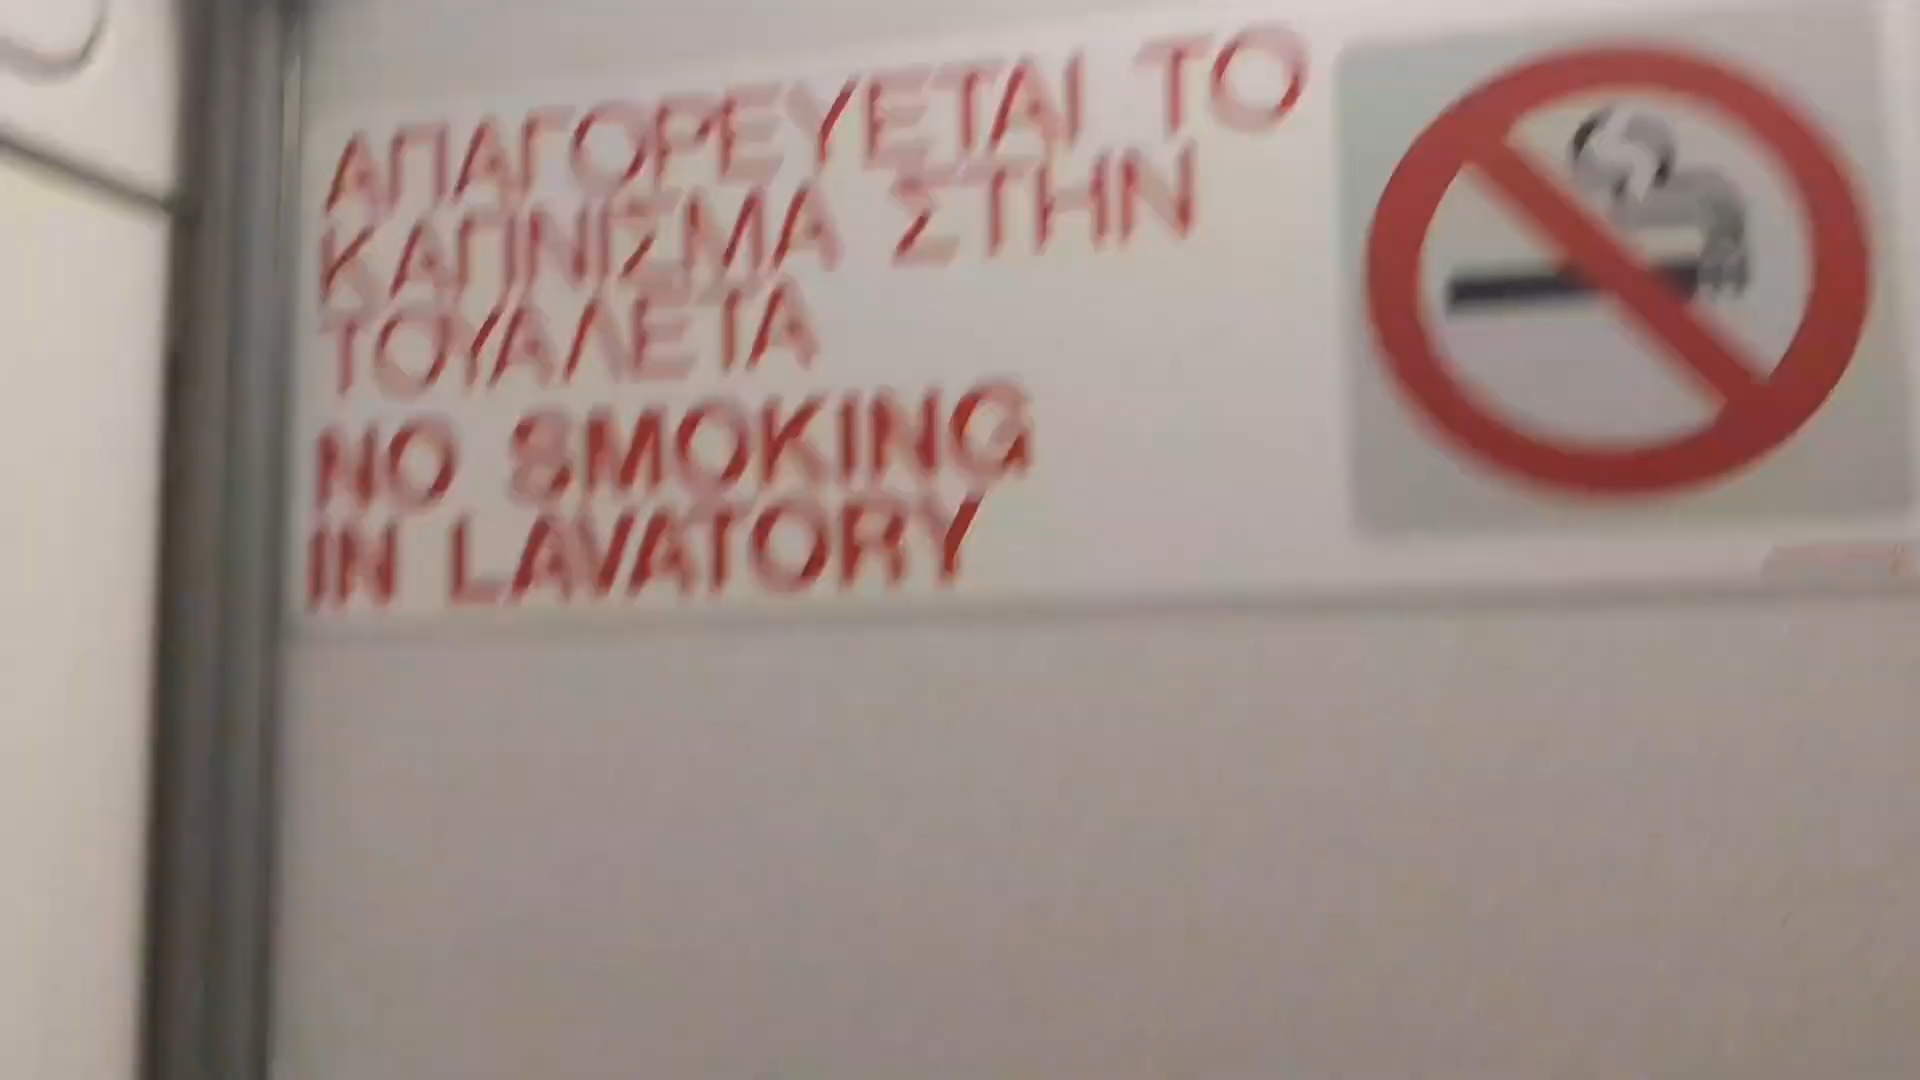 ΑΠΑΓΟΡΕΥΕΤΑΙ ΤΟ
ΚΑΠΝΙΣΜΑ ΣΤΗΝ
ΤΟΥΑΛΕΤΑ
NO SMOKING
IN LAVATORY